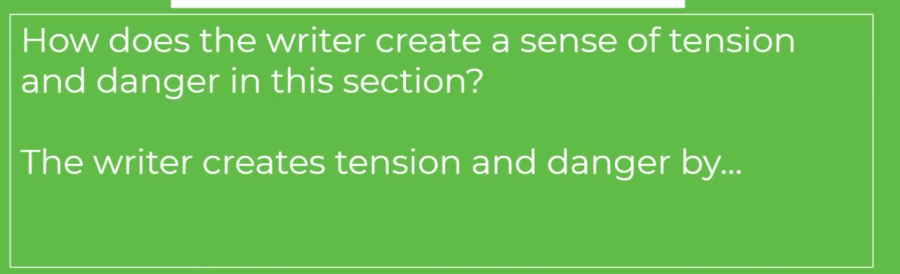 How does the writer create a sense of tension
and danger in this section?
The writer creates tension and danger by...